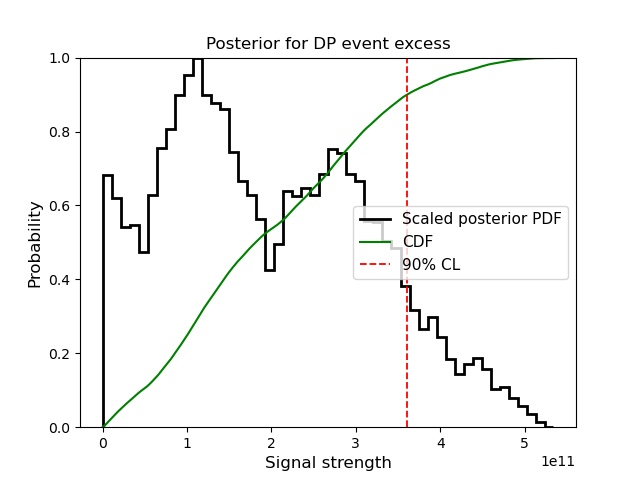 Posterior for DP event excess
1.0
0.8
0.6
0.4
0.2
0.0
Probability
Scaled posterior PDF
CDF
90% CL
0
1
2
3
4
5
1e11
Signal strength